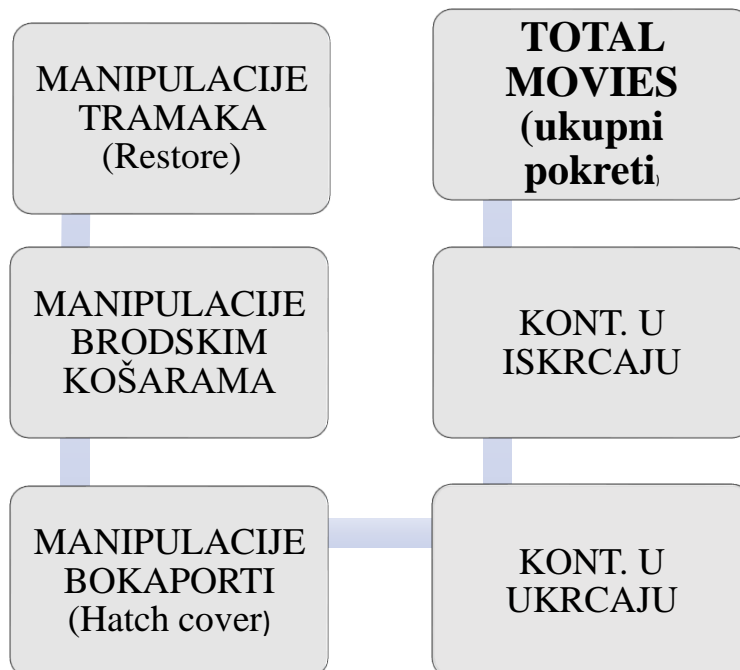 MANIPULACIJE
TRAMAKA
(Restore)
MANIPULACIJE
BRODSKIM
KOŠARAMA
MANIPULACIJE
BOKAPORTI
(Hatch cover)
KONT. U
UKRCAJU
KONT. U
ISKRCAJU
TOTAL
MOVIES
(ukupni
pokreti)